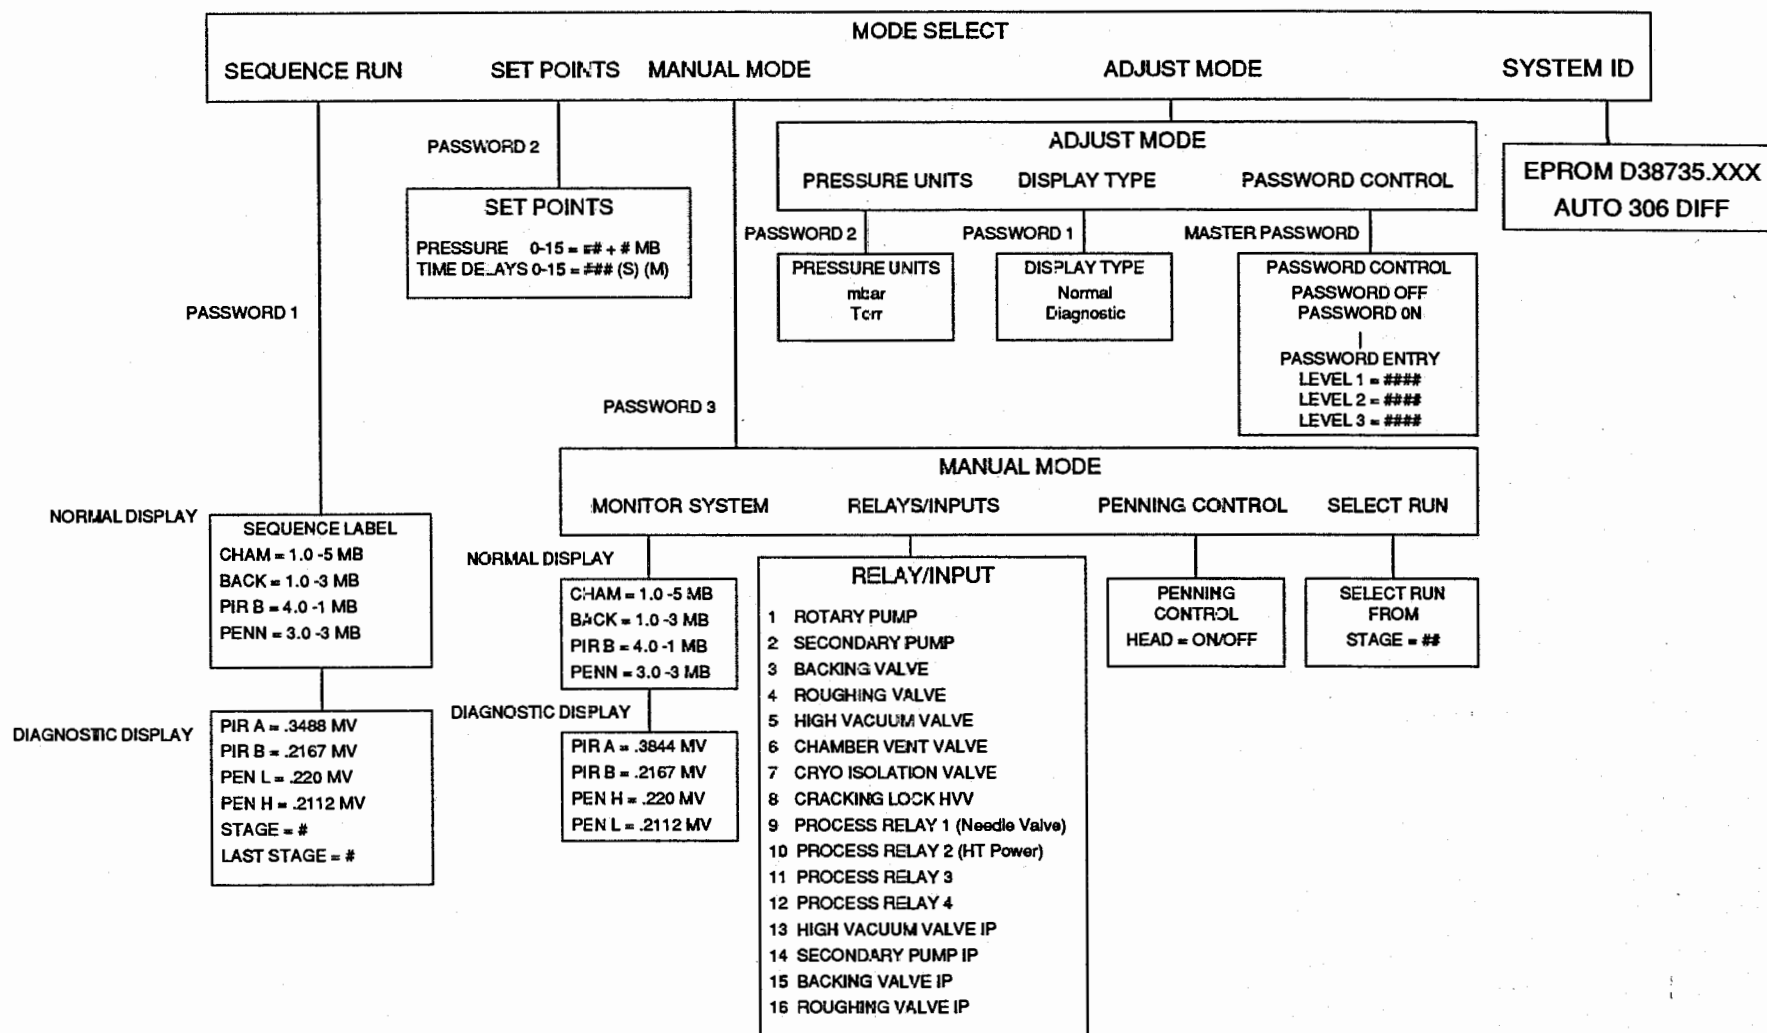 MODE SELECT
SEQUENCE RUN SET POINTS MANUAL MODE ADJUST MODE SYSTEM ID
PASSWORD 2
SET POINTS
PRESSURE 0-15 = ## + # MB
TIME DELAYS 0-15 = ### (S) (M)
PASSWORD 1
ADJUST MODE
PRESSURE UNITS DISPLAY TYPE PASSWORD CONTROL
PASSWORD 2
PRESSURE UNITS
mbar
Torr
PASSWORD 1
DISPLAY TYPE
Normal
Diagnostic
MASTER PASSWORD
PASSWORD CONTROL
PASSWORD OFF
PASSWORD 0N
PASSWORD ENTRY
LEVEL 1 = ####
LEVEL 2 = ####
LEVEL 3 = ####
EPROM D38735.XXX
AUTO 306 DIFF
PASSWORD 3
MANUAL MODE
MONITOR SYSTEM RELAYS/INPUTS PENNING CONTROL SELECT RUN
NORMAL DISPLAY
SEQUENCE LABEL
CHAM = 1.0 -5 MB
BACK = 1.0 -3 MB
PIR B = 4.0 -1 MB
PENN = 3.0 -3 MB
DIAGNOSTIC DISPLAY
PIR A = .3488 MV
PIR B = .2167 MV
PEN L = .220 MV
PEN H = .2112 MV
STAGE = #
LAST STAGE = #
NORMAL DISPLAY
CHAM = 1.0 -5 MB
BACK = 1.0 -3 MB
PIR B = 4.0 -1 MB
PENN = 3.0 -3 MB
DIAGNOSTIC DISPLAY
PIR A = .3844 MV
PIR B = .2167 MV
PEN H = .220 MV
PEN L = .2112 MV
RELAY/INPUT
1 ROTARY PUMP
2 SECONDARY PUMP
3 BACKING VALVE
4 ROUGHING VALVE
5 HIGH VACUUM VALVE
6 CHAMBER VENT VALVE
7 CRYO ISOLATION VALVE
8 CRACKING LOCK HVV
9 PROCESS RELAY 1 (Needle Valve)
10 PROCESS RELAY 2 (HT Power)
11 PROCESS RELAY 3
12 PROCESS RELAY 4
13 HIGH VACUUM VALVE IP
14 SECONDARY PUMP IP
15 BACKING VALVE IP
16 ROUGHING VALVE IP
PENNING
CONTROL
HEAD = ON/OFF
SELECT RUN
FROM
STAGE = ##